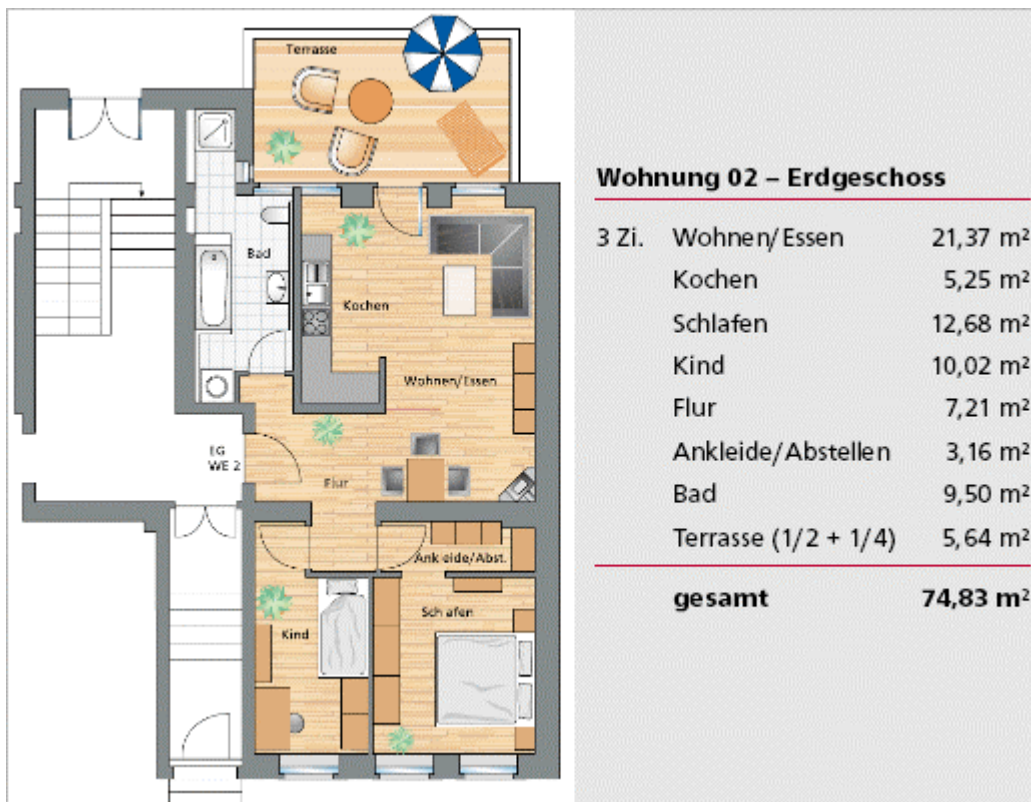 Terrasse
Bad
Kochen
Wohnen/Essen
EG
WE 2
Flur
Ankleide/Abst.
Schlafen
Kind
Wohnung 02 – Erdgeschoss
3 Zi. Wohnen/Essen 21,37 m²
Kochen 5,25 m²
Schlafen 12,68 m²
Kind 10,02 m²
Flur 7,21 m²
Ankleide/Abstellen 3,16 m²
Bad 9,50 m²
Terrasse (1/2 + 1/4) 5,64 m²
gesamt 74,83 m²